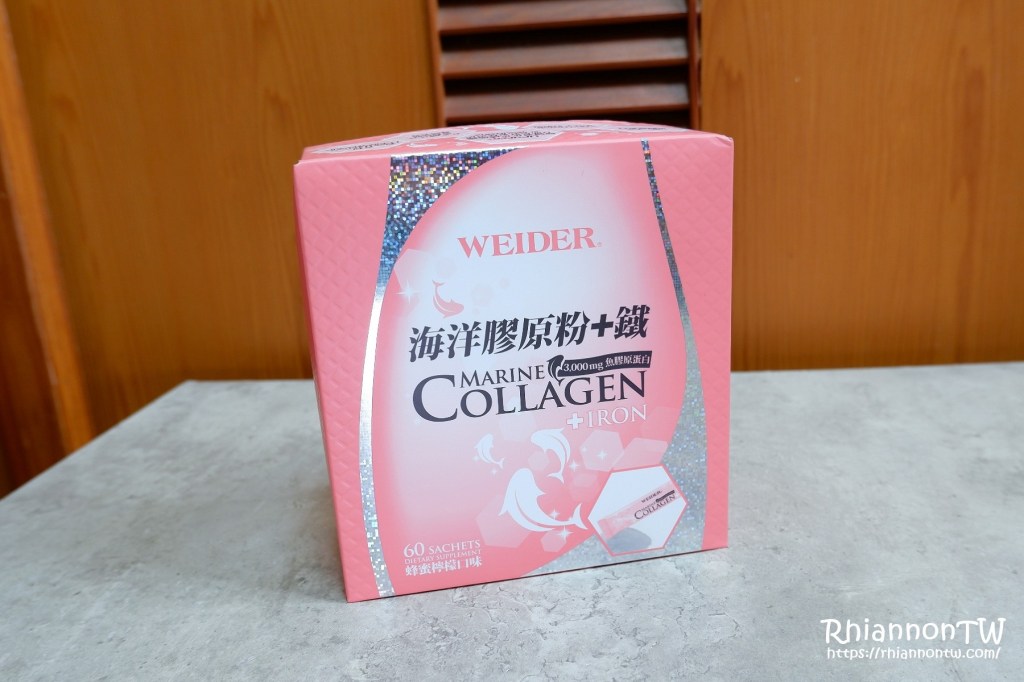 WEIDER®
海洋膠原粉+鐵
3,000mg 魚膠原蛋白
MARINE
COLLAGEN
+IRON
COLLAGEN
60 SACHETS
DIETARY SUPPLEMENT
蜂蜜檸檬口味
RhiannonTW
https://rhiannontw.com/